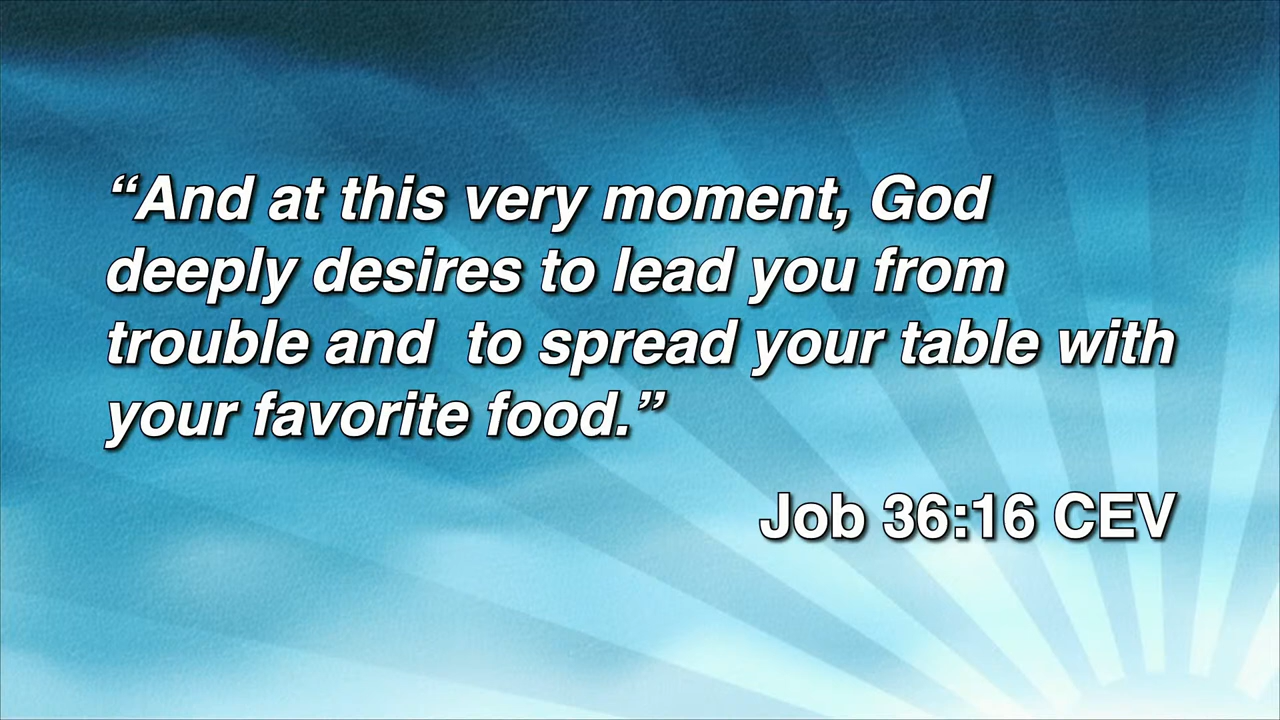 “And at this very moment, God
deeply desires to lead you from
trouble and  to spread your table with
your favorite food.”
Job 36:16 CEV